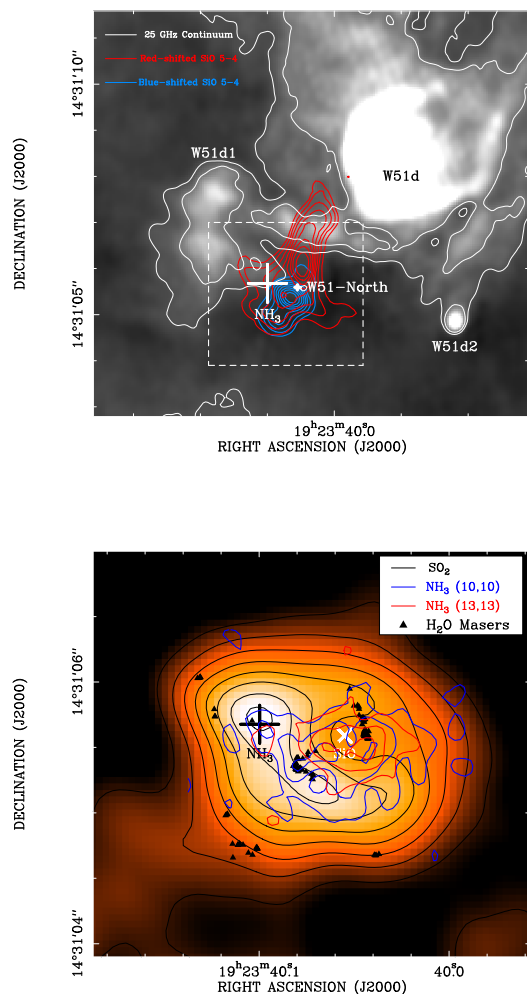 25 GHz Continuum
Red-shifted SiO 5-4
Blue-shifted SiO 5-4
14°31'10"
W51d1
W51d
W51-North
14°31'05"
NH₃
W51d2
DECLINATION (J2000)
19ʰ23ᵐ40ˢ.0
RIGHT ASCENSION (J2000)
SO₂
NH₃ (10,10)
NH₃ (13,13)
H₂O Masers
14°31'06"
NH₃
DECLINATION (J2000)
14°31'04"
19ʰ23ᵐ40ˢ.1
40ˢ.
RIGHT ASCENSION (J2000)